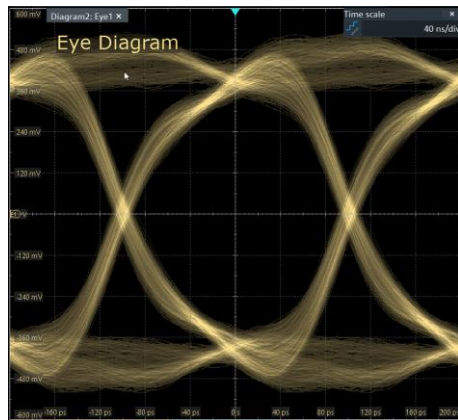 600 mV
Diagram2: Eye1 ×
Time scale ×
40 ns/div
Eye Diagram
480 mV
360 mV
240 mV
120 mV
-120 mV
-240 mV
-360 mV
-480 mV
-600 mV
-160 ps
-120 ps
-80 ps
-40 ps
0 s
40 ps
80 ps
120 ps
160 ps
200 ps